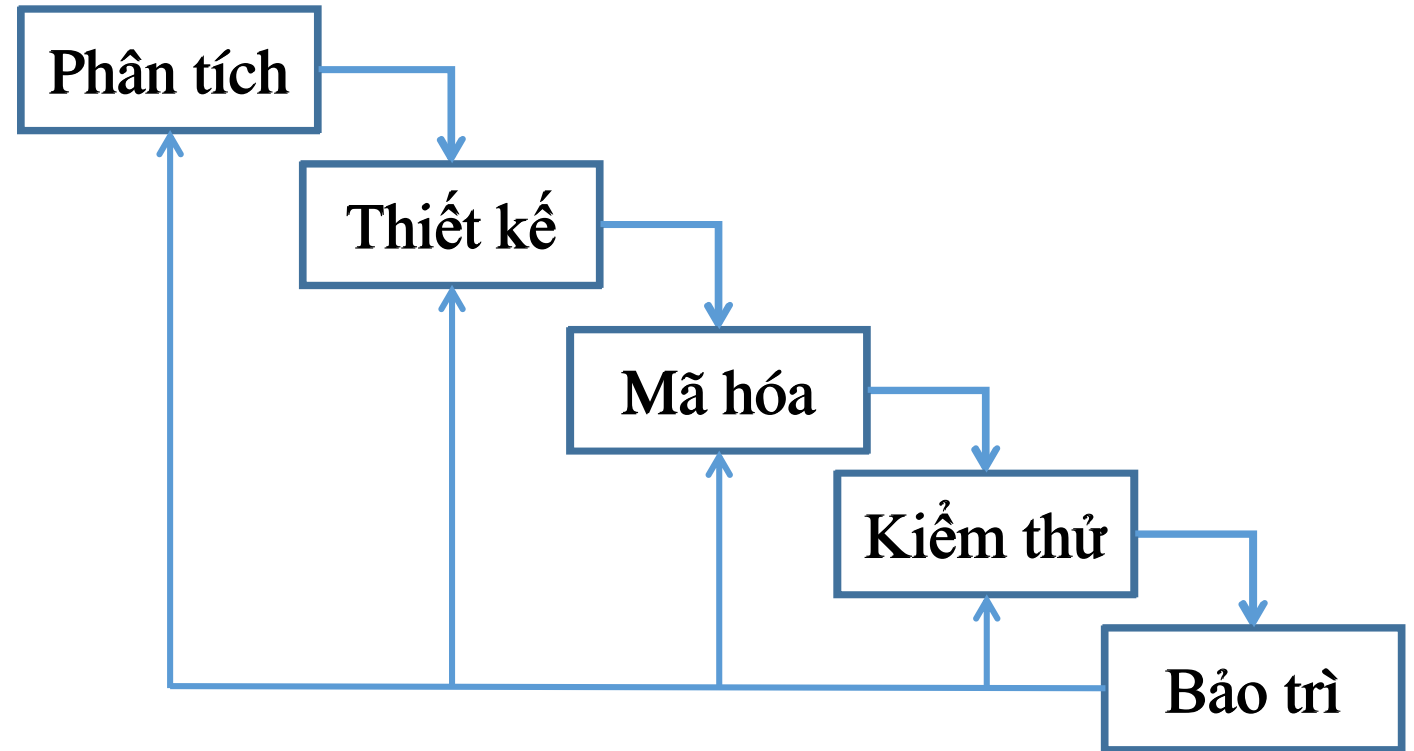 Phân tích
Thiết kế
Mã hóa
Kiểm thử
Bảo trì